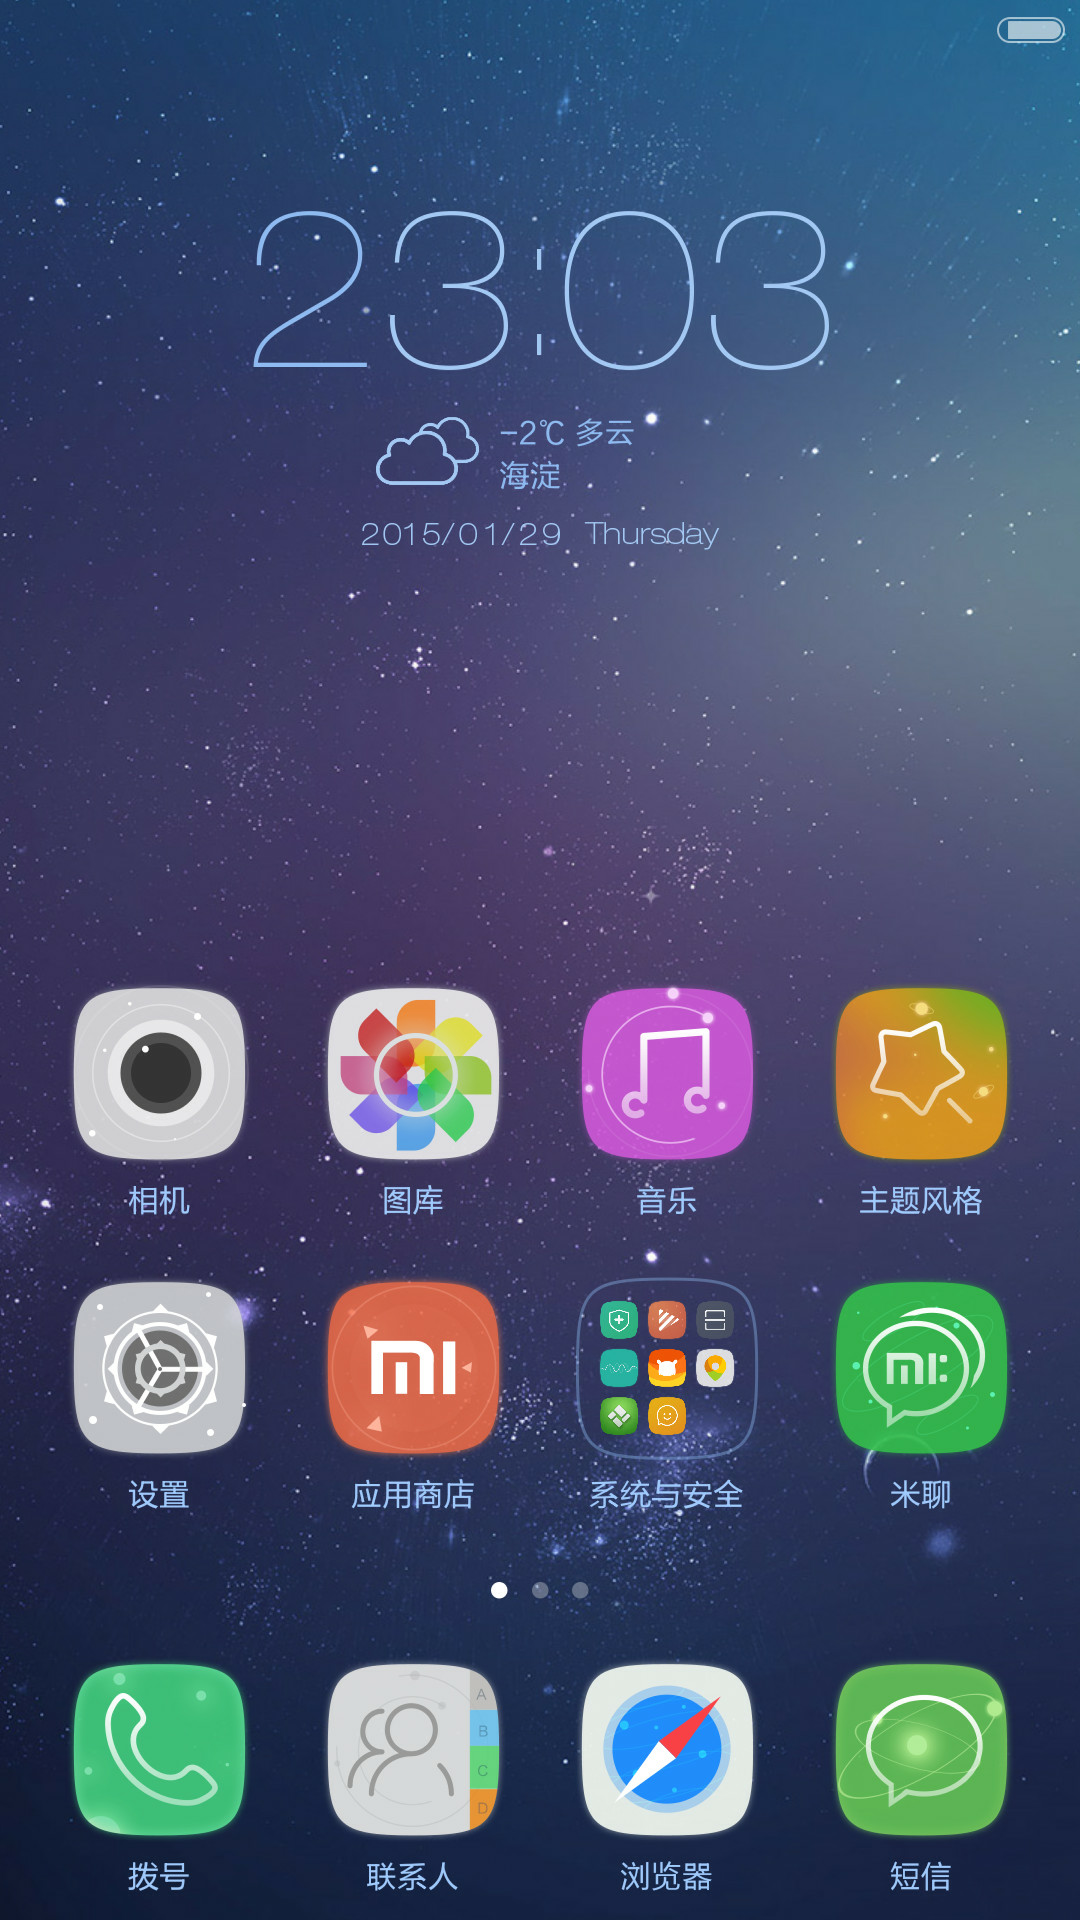 23:03
-2℃ 多云
海淀
2015/01/29 Thursday
相机 图库 音乐 主题风格
mi mi:
设置 应用商店 系统与安全 米聊
A
B
C
D
拨号 联系人 浏览器 短信